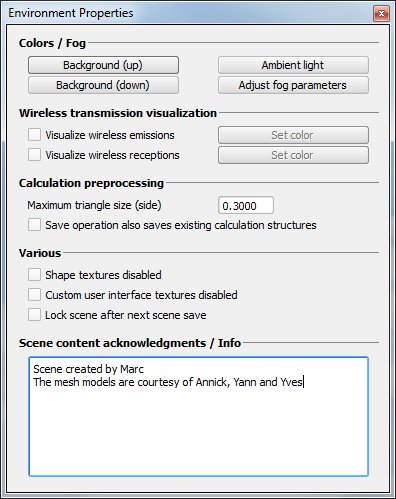 Environment Properties
Colors / Fog
Background (up) Ambient light
Background (down) Adjust fog parameters
Wireless transmission visualization
Visualize wireless emissions Set color
Visualize wireless receptions Set color
Calculation preprocessing
Maximum triangle size (side) 0.3000
Save operation also saves existing calculation structures
Various
Shape textures disabled
Custom user interface textures disabled
Lock scene after next scene save
Scene content acknowledgments / Info
Scene created by Marc
The mesh models are courtesy of Annick, Yann and Yves